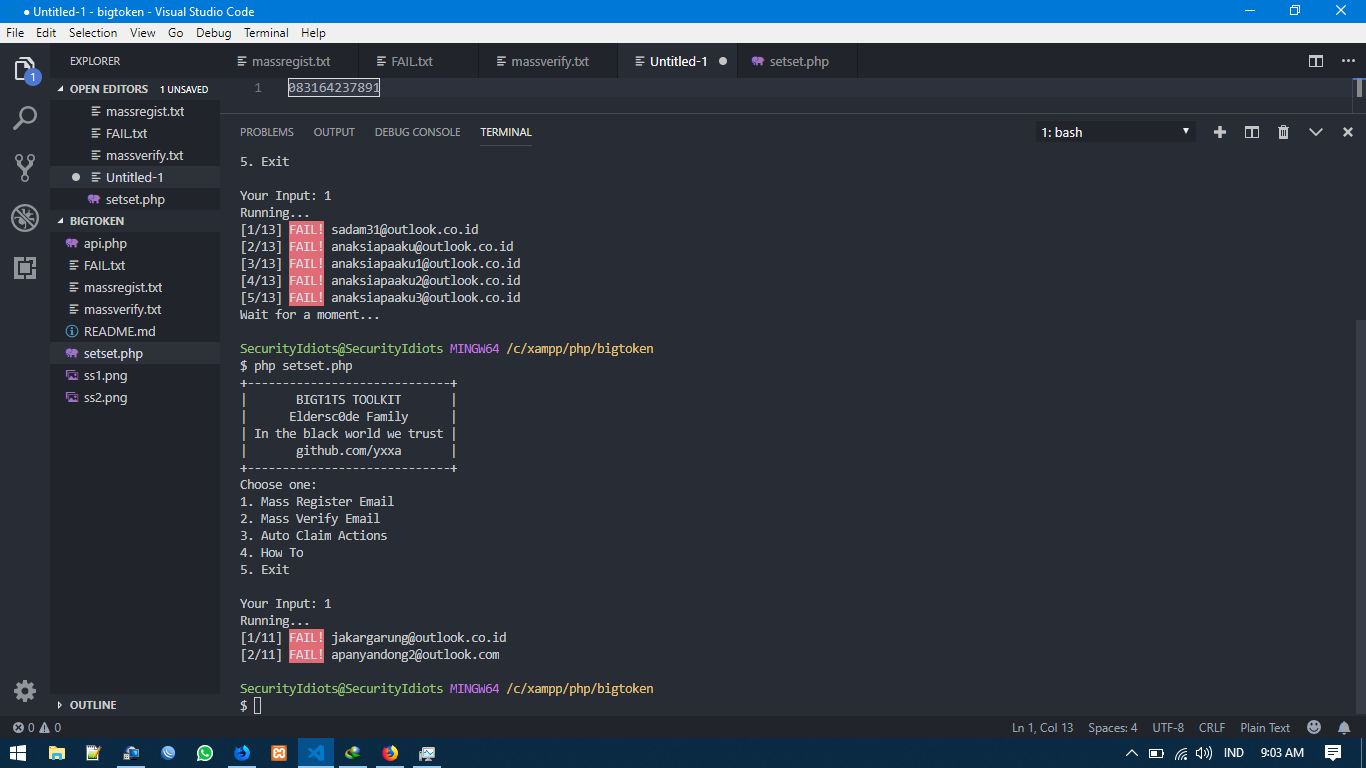 ● Untitled-1 - bigtoken - Visual Studio Code
File Edit Selection View Go Debug Terminal Help
EXPLORER
massregist.txt FAIL.txt massverify.txt Untitled-1 ● setset.php
1
OPEN EDITORS 1 UNSAVED
massregist.txt
FAIL.txt
massverify.txt
Untitled-1
setset.php
BIGTOKEN
api.php
FAIL.txt
massregist.txt
massverify.txt
README.md
setset.php
ss1.png
ss2.png
OUTLINE
1 083164237891
PROBLEMS OUTPUT DEBUG CONSOLE TERMINAL 1: bash
5. Exit
Your Input: 1
Running...
[1/13] FAIL! sadam31@outlook.co.id
[2/13] FAIL! anaksiapaaku@outlook.co.id
[3/13] FAIL! anaksiapaaku1@outlook.co.id
[4/13] FAIL! anaksiapaaku2@outlook.co.id
[5/13] FAIL! anaksiapaaku3@outlook.co.id
Wait for a moment...
SecurityIdiots@SecurityIdiots MINGW64 /c/xampp/php/bigtoken
$ php setset.php
+-----------------------------+
| BIGT1TS TOOLKIT |
| Eldersc0de Family |
| In the black world we trust |
| github.com/yxxa |
+-----------------------------+
Choose one:
1. Mass Register Email
2. Mass Verify Email
3. Auto Claim Actions
4. How To
5. Exit
Your Input: 1
Running...
[1/11] FAIL! jakargarung@outlook.co.id
[2/11] FAIL! apanyandong2@outlook.com
SecurityIdiots@SecurityIdiots MINGW64 /c/xampp/php/bigtoken
$
0 0 Ln 1, Col 13 Spaces: 4 UTF-8 CRLF Plain Text
IND 9:03 AM